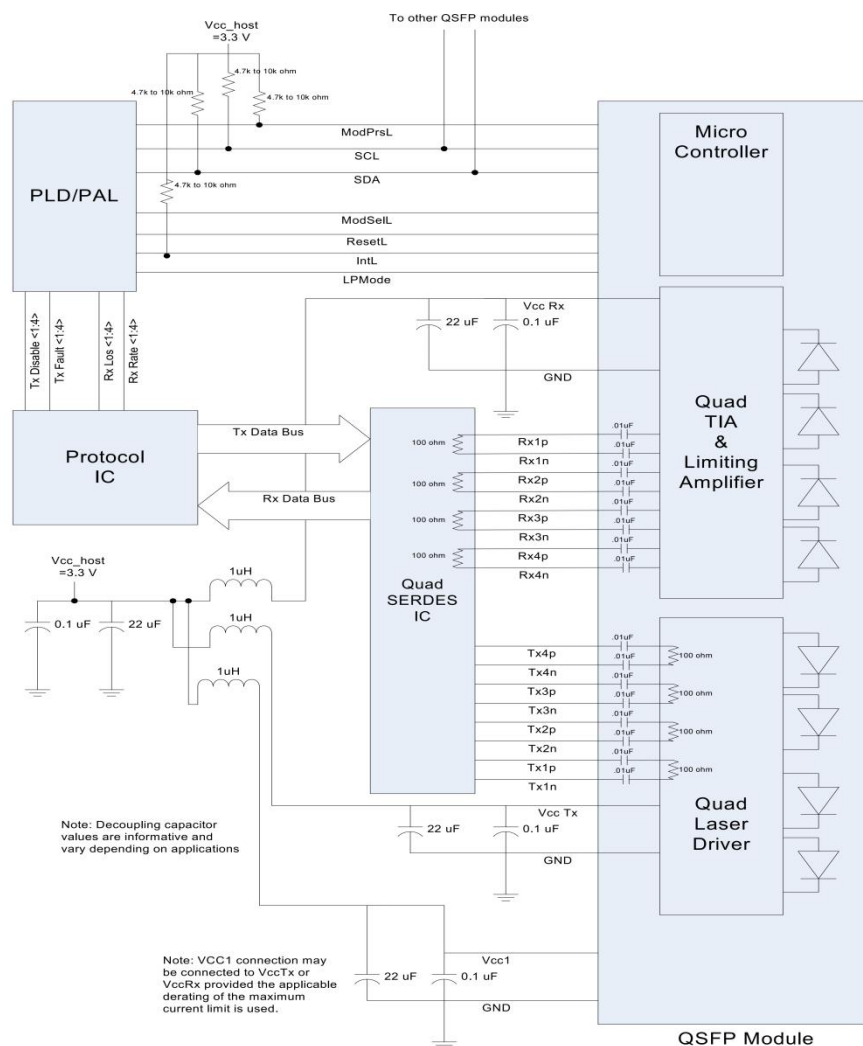 To other QSFP modules
Vcc_host
=3.3 V
4.7k to 10k ohm
4.7k to 10k ohm
4.7k to 10k ohm
4.7k to 10k ohm
PLD/PAL
ModPrsL
SCL
SDA
ModSelL
ResetL
IntL
LPMode
Micro
Controller
Tx Disable <1:4>
Tx Fault <1:4>
Rx Los <1:4>
Rx Rate <1:4>
Vcc Rx
22 uF
0.1 uF
GND
Quad
TIA
&
Limiting
Amplifier
Protocol
IC
Tx Data Bus
Rx Data Bus
100 ohm
100 ohm
100 ohm
100 ohm
Quad
SERDES
IC
.01uF
Rx1p
.01uF
Rx1n
.01uF
Rx2p
.01uF
Rx2n
.01uF
Rx3p
.01uF
Rx3n
.01uF
Rx4p
.01uF
Rx4n
Vcc_host
=3.3 V
1uH
1uH
1uH
0.1 uF
22 uF
.01uF
Tx4p
.01uF
100 ohm
Tx4n
.01uF
Tx3p
.01uF
100 ohm
Tx3n
.01uF
Tx2p
.01uF
100 ohm
Tx2n
.01uF
Tx1p
.01uF
100 ohm
Tx1n
Quad
Laser
Driver
Vcc Tx
22 uF
0.1 uF
GND
Note: Decoupling capacitor
values are informative and
vary depending on applications
Note: VCC1 connection may
be connected to VccTx or
VccRx provided the applicable
derating of the maximum
current limit is used.
Vcc1
22 uF
0.1 uF
GND
QSFP Module